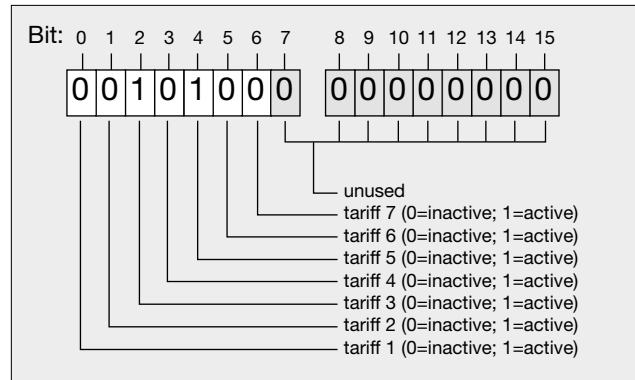 Bit: 0 1 2 3 4 5 6 7 8 9 10 11 12 13 14 15
0 0 1 0 1 0 0 0 0 0 0 0 0 0 0 0
unused
tariff 7 (0=inactive; 1=active)
tariff 6 (0=inactive; 1=active)
tariff 5 (0=inactive; 1=active)
tariff 4 (0=inactive; 1=active)
tariff 3 (0=inactive; 1=active)
tariff 2 (0=inactive; 1=active)
tariff 1 (0=inactive; 1=active)